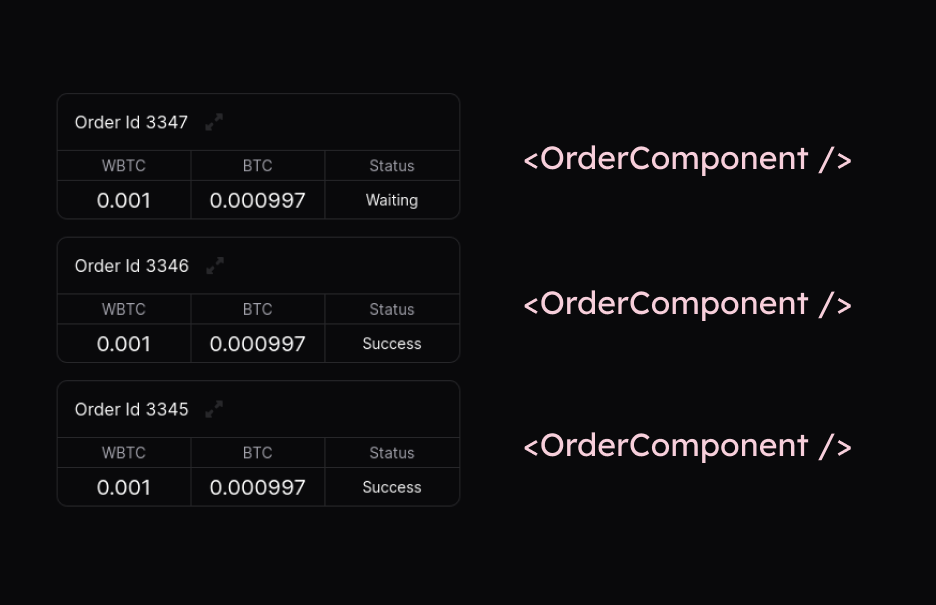 Order Id 3347
WBTC BTC Status
0.001 0.000997 Waiting
<OrderComponent />
Order Id 3346
WBTC BTC Status
0.001 0.000997 Success
<OrderComponent />
Order Id 3345
WBTC BTC Status
0.001 0.000997 Success
<OrderComponent />